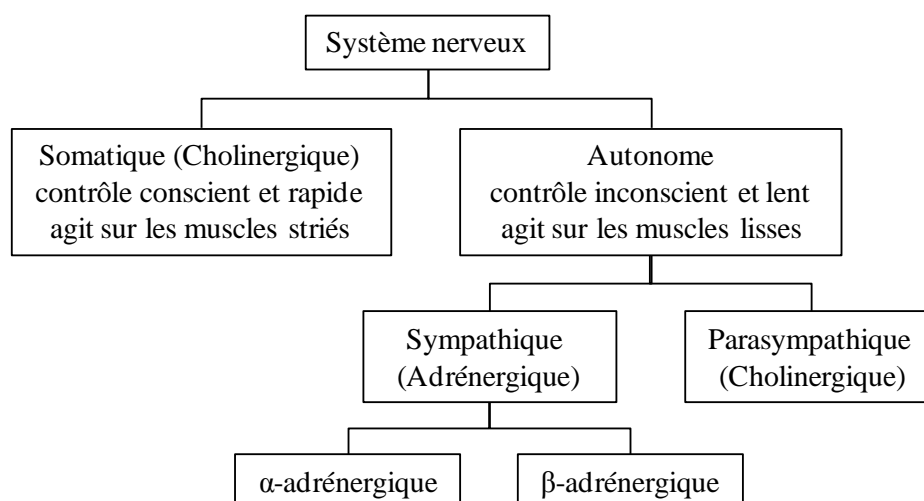 Système nerveux
Somatique (Cholinergique)
contrôle conscient et rapide
agit sur les muscles striés
Autonome
contrôle inconscient et lent
agit sur les muscles lisses
Sympathique
(Adrénergique)
Parasympathique
(Cholinergique)
α-adrénergique
β-adrénergique